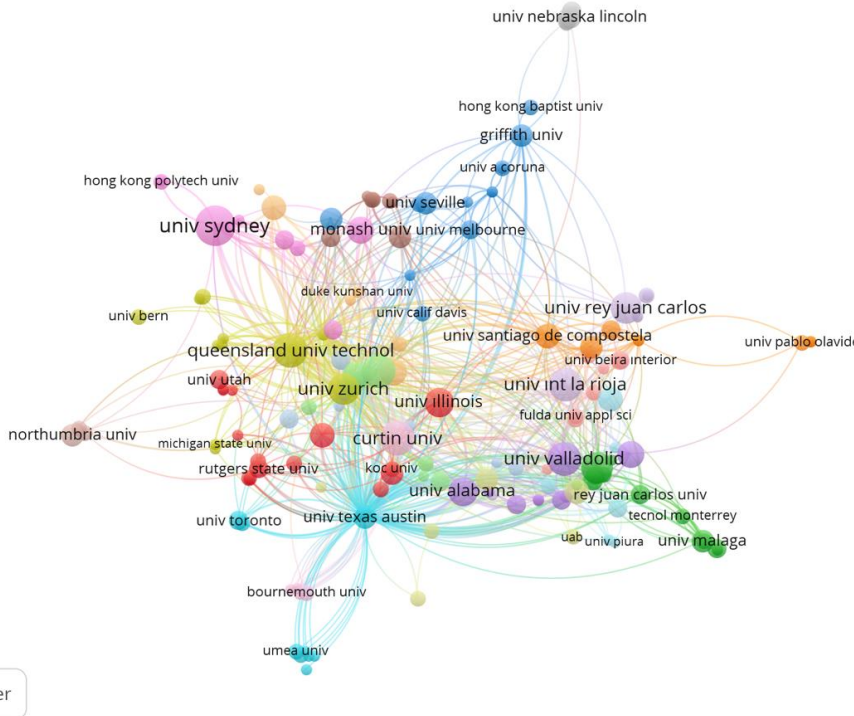 univ nebraska lincoln
hong kong baptist univ
griffith univ
univ a coruna
hong kong polytech univ
univ seville
univ sydney
monash univ
univ melbourne
duke kunshan univ
univ bern
univ calif davis
univ rey juan carlos
univ santiago de compostela
univ pablo olavide
queensland univ technol
univ beira interior
univ utah
univ zurich
univ int la rioja
univ illinois
fulda univ appl sci
northumbria univ
michigan state univ
curtin univ
rutgers state univ
koc univ
univ valladolid
univ alabama
rey juan carlos univ
univ toronto
univ texas austin
tecnol monterrey
uab
univ piura
univ malaga
bournemouth univ
umea univ
er